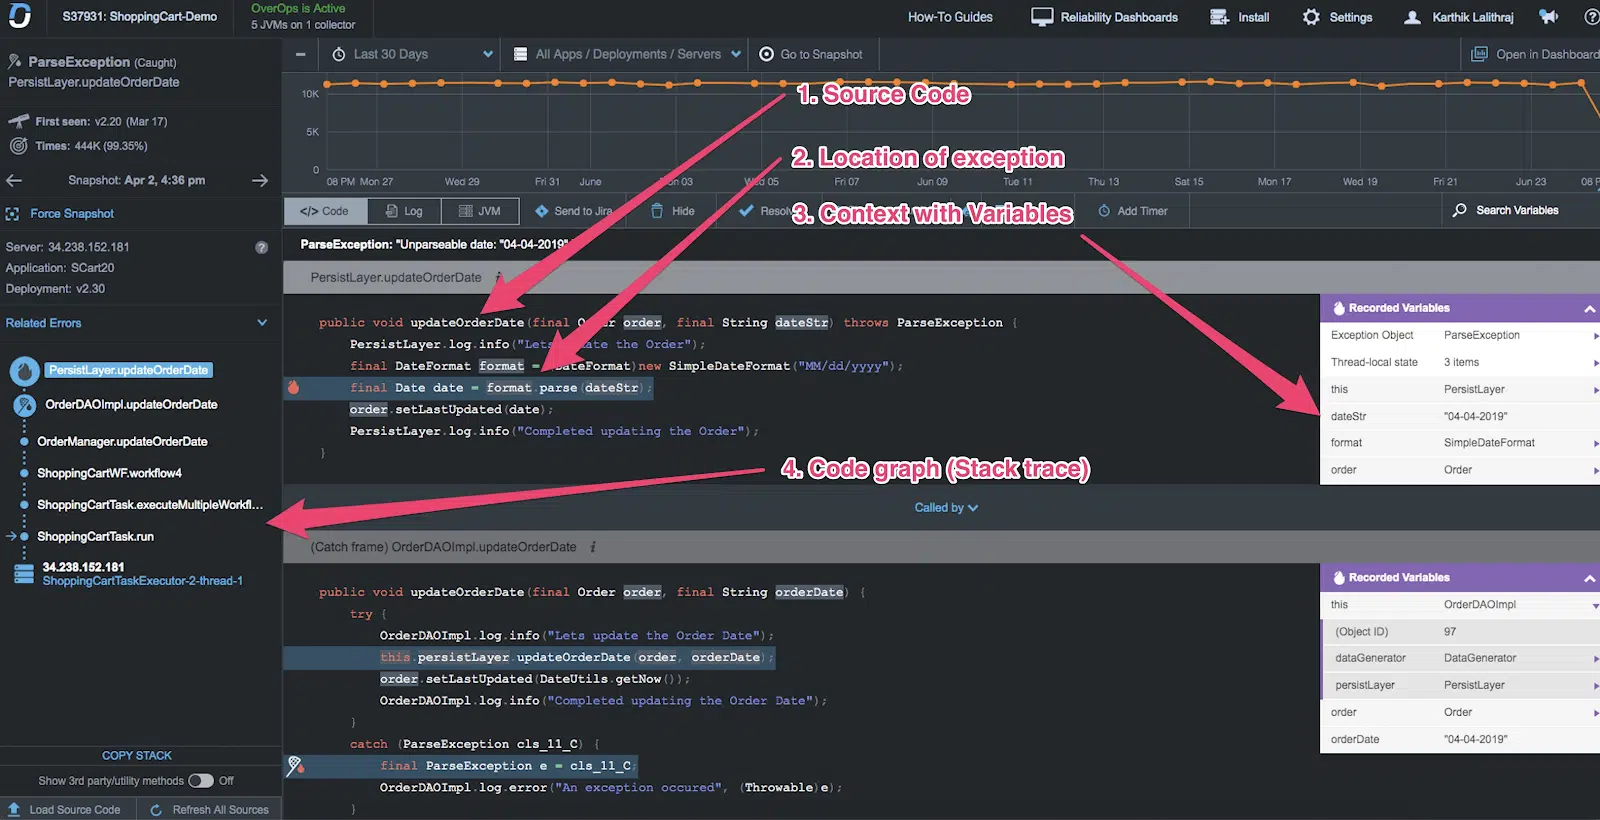 S37931: ShoppingCart-Demo
OverOps is Active
5 JVMs on 1 collector
How-To Guides
Reliability Dashboards
Install
Settings
Karthik Lalithraj
?
ParseException (Caught)
PersistLayer.updateOrderDate
First seen: v2.20 (Mar 17)
Times: 444K (99.35%)
Snapshot: Apr 2, 4:36 pm
Force Snapshot
Server: 34.238.152.181
?
Application: SCart20
Deployment: v2.30
Related Errors
PersistLayer.updateOrderDate
OrderDAOImpl.updateOrderDate
OrderManager.updateOrderDate
ShoppingCartWF.workflow4
ShoppingCartTask.executeMultipleWorkfl...
ShoppingCartTask.run
34.238.152.181
ShoppingCartTaskExecutor-2-thread-1
COPY STACK
Show 3rd party/utility methods Off
Load Source Code
Refresh All Sources
Last 30 Days
All Apps / Deployments / Servers
Go to Snapshot
Open in Dashboard
10K
5K
0
08 PM Mon 27 Wed 29 Fri 31 June Mon 03 Wed 05 Fri 07 Jun 09 Tue 11 Thu 13 Sat 15 Mon 17 Wed 19 Fri 21 Jun 23 08 P
1. Source Code
2. Location of exception
3. Context with Variables
4. Code graph (Stack trace)
</> Code
Log
JVM
Send to Jira
Hide
Resolv
Add Timer
Search Variables
ParseException: "Unparseable date: "04-04-2019"
PersistLayer.updateOrderDate i
public void updateOrderDate(final Order order, final String dateStr) throws ParseException {
PersistLayer.log.info("Lets update the Order");
final DateFormat format = (DateFormat)new SimpleDateFormat("MM/dd/yyyy");
final Date date = format.parse(dateStr);
order.setLastUpdated(date);
PersistLayer.log.info("Completed updating the Order");
}
Recorded Variables
Exception Object ParseException
Thread-local state 3 items
this PersistLayer
dateStr "04-04-2019"
format SimpleDateFormat
order Order
Called by
(Catch frame) OrderDAOImpl.updateOrderDate i
public void updateOrderDate(final Order order, final String orderDate) {
try {
OrderDAOImpl.log.info("Lets update the Order Date");
this.persistLayer.updateOrderDate(order, orderDate);
order.setLastUpdated(DateUtils.getNow());
OrderDAOImpl.log.info("Completed updating the Order Date");
}
catch (ParseException cls_11_C) {
final ParseException e = cls_11_C;
OrderDAOImpl.log.error("An exception occured", (Throwable)e);
}
Recorded Variables
this OrderDAOImpl
(Object ID) 97
dataGenerator DataGenerator
persistLayer PersistLayer
order Order
orderDate "04-04-2019"